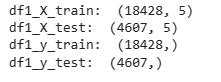 df1_X_train:  (18428, 5)
df1_X_test:  (4607, 5)
df1_y_train:  (18428,)
df1_y_test:  (4607,)